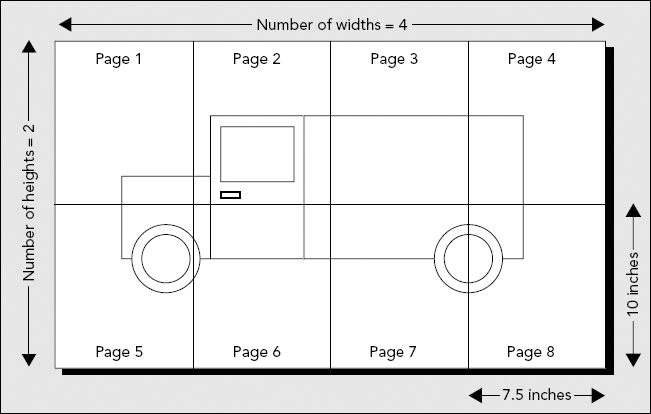 Number of widths = 4
Page 1
Page 2
Page 3
Page 4
Number of heights = 2
10 inches
Page 5
Page 6
Page 7
Page 8
7.5 inches